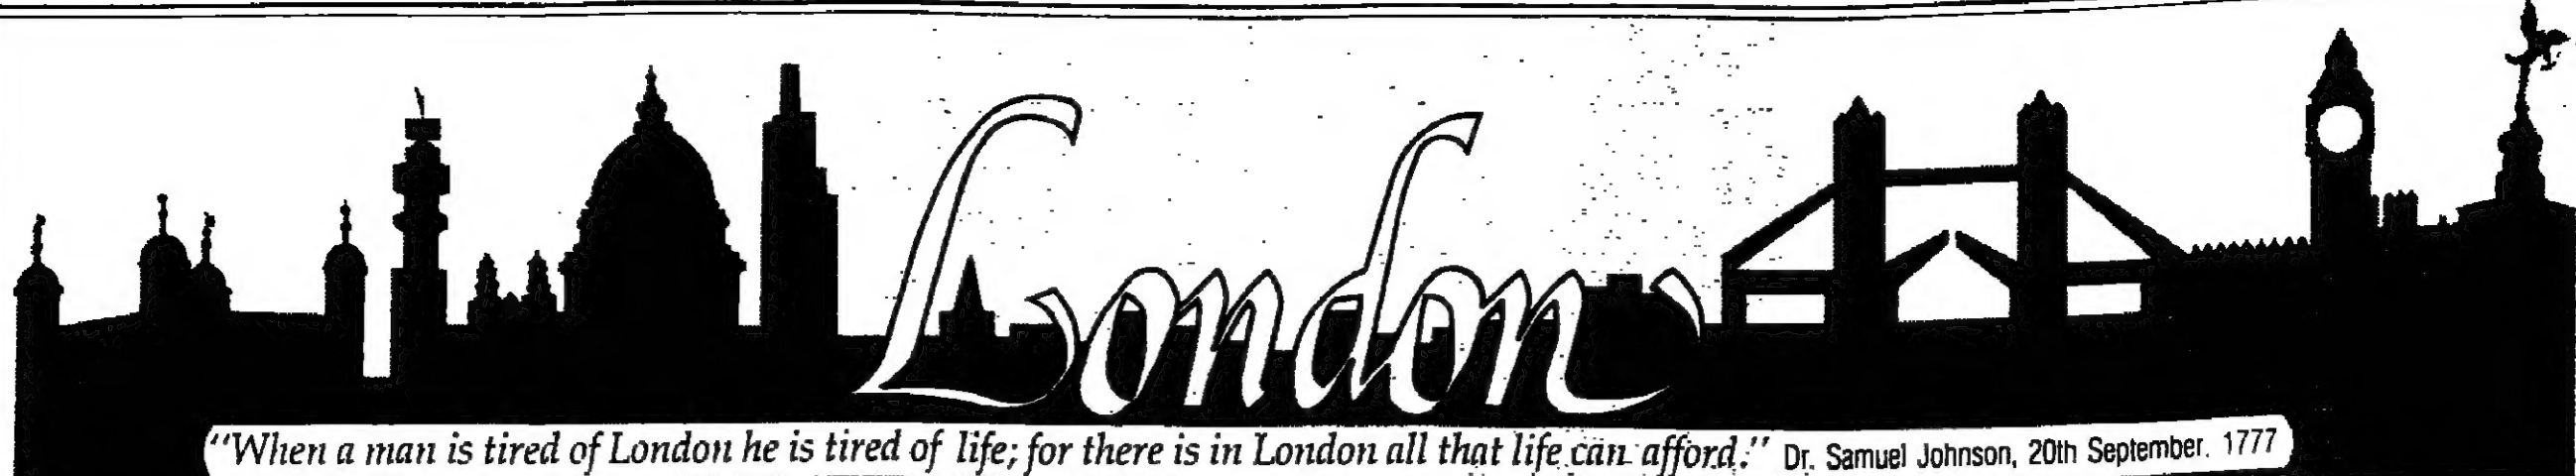 London
"When a man is tired of London he is tired of life; for there is in London all that life can afford." Dr. Samuel Johnson, 20th September. 1777